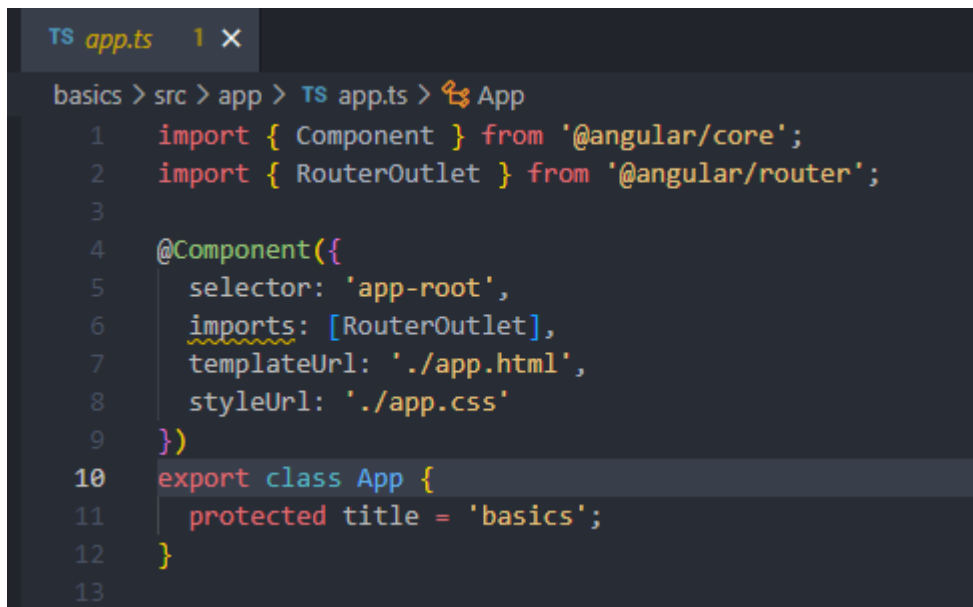 TS app.ts 1 ×
basics > src > app > TS app.ts > App
1 import { Component } from '@angular/core';
2 import { RouterOutlet } from '@angular/router';
3
4 @Component({
5   selector: 'app-root',
6   imports: [RouterOutlet],
7   templateUrl: './app.html',
8   styleUrl: './app.css'
9 })
10 export class App {
11   protected title = 'basics';
12 }
13